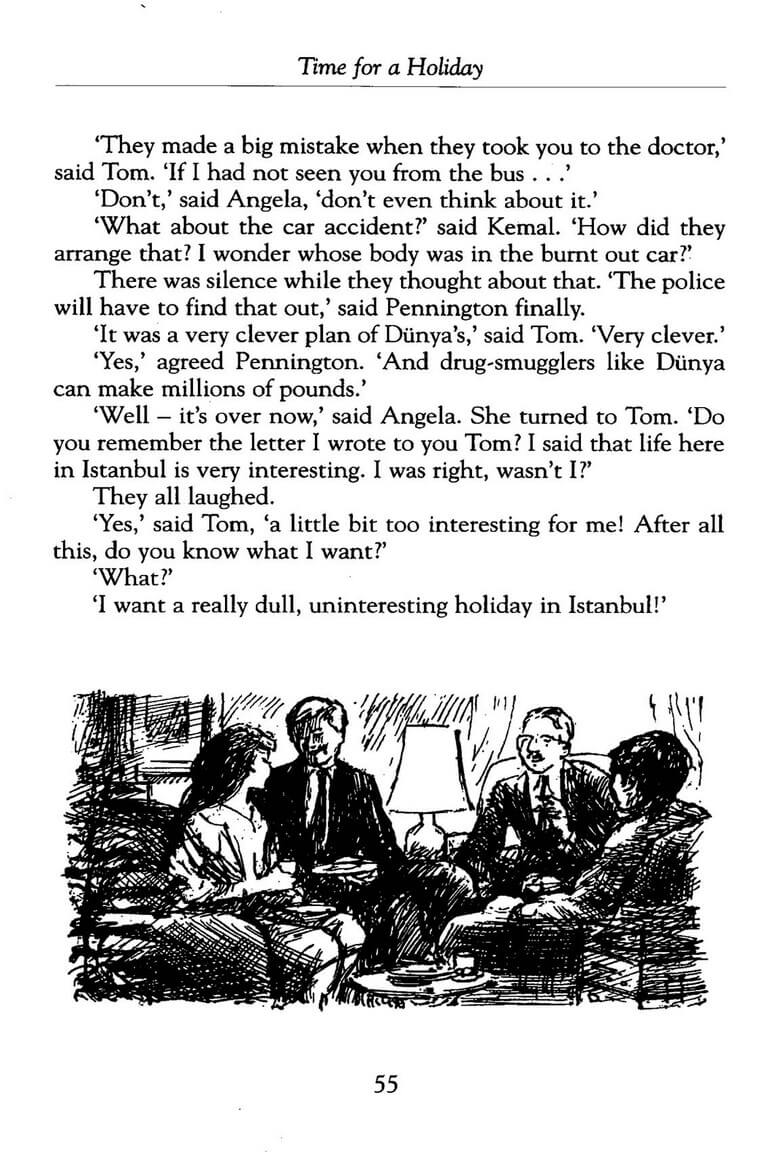 Time for a Holiday
‘They made a big mistake when they took you to the doctor,’
said Tom. ‘If I had not seen you from the bus . . .’
‘Don’t,’ said Angela, ‘don’t even think about it.’
‘What about the car accident?’ said Kemal. ‘How did they
arrange that? I wonder whose body was in the burnt out car?’
There was silence while they thought about that. ‘The police
will have to find that out,’ said Pennington finally.
‘It was a very clever plan of Dünya’s,’ said Tom. ‘Very clever.’
‘Yes,’ agreed Pennington. ‘And drug-smugglers like Dünya
can make millions of pounds.’
‘Well – it’s over now,’ said Angela. She turned to Tom. ‘Do
you remember the letter I wrote to you Tom? I said that life here
in Istanbul is very interesting. I was right, wasn’t I?’
They all laughed.
‘Yes,’ said Tom, ‘a little bit too interesting for me! After all
this, do you know what I want?’
‘What?’
‘I want a really dull, uninteresting holiday in Istanbul!’
55